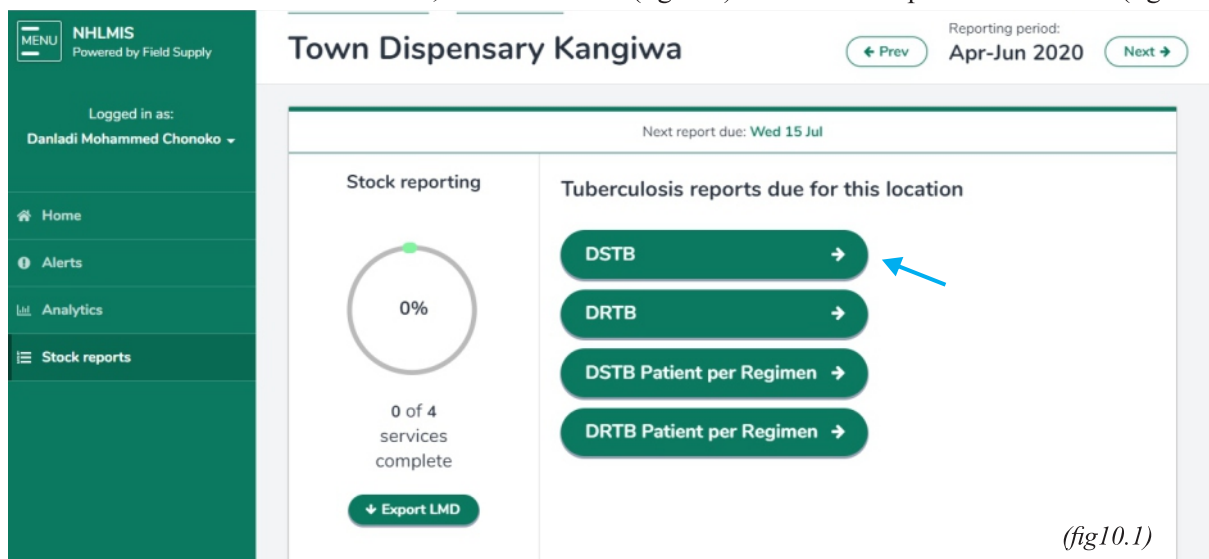 MENU
NHLMIS
Powered by Field Supply
Logged in as:
Danladi Mohammed Chonoko
Home
Alerts
Analytics
Stock reports
Town Dispensary Kangiwa
← Prev
Reporting period:
Apr-Jun 2020
Next →
Next report due: Wed 15 Jul
Stock reporting
0%
0 of 4
services
complete
Export LMD
Tuberculosis reports due for this location
DSTB
DRTB
DSTB Patient per Regimen
DRTB Patient per Regimen
(fig10.1)